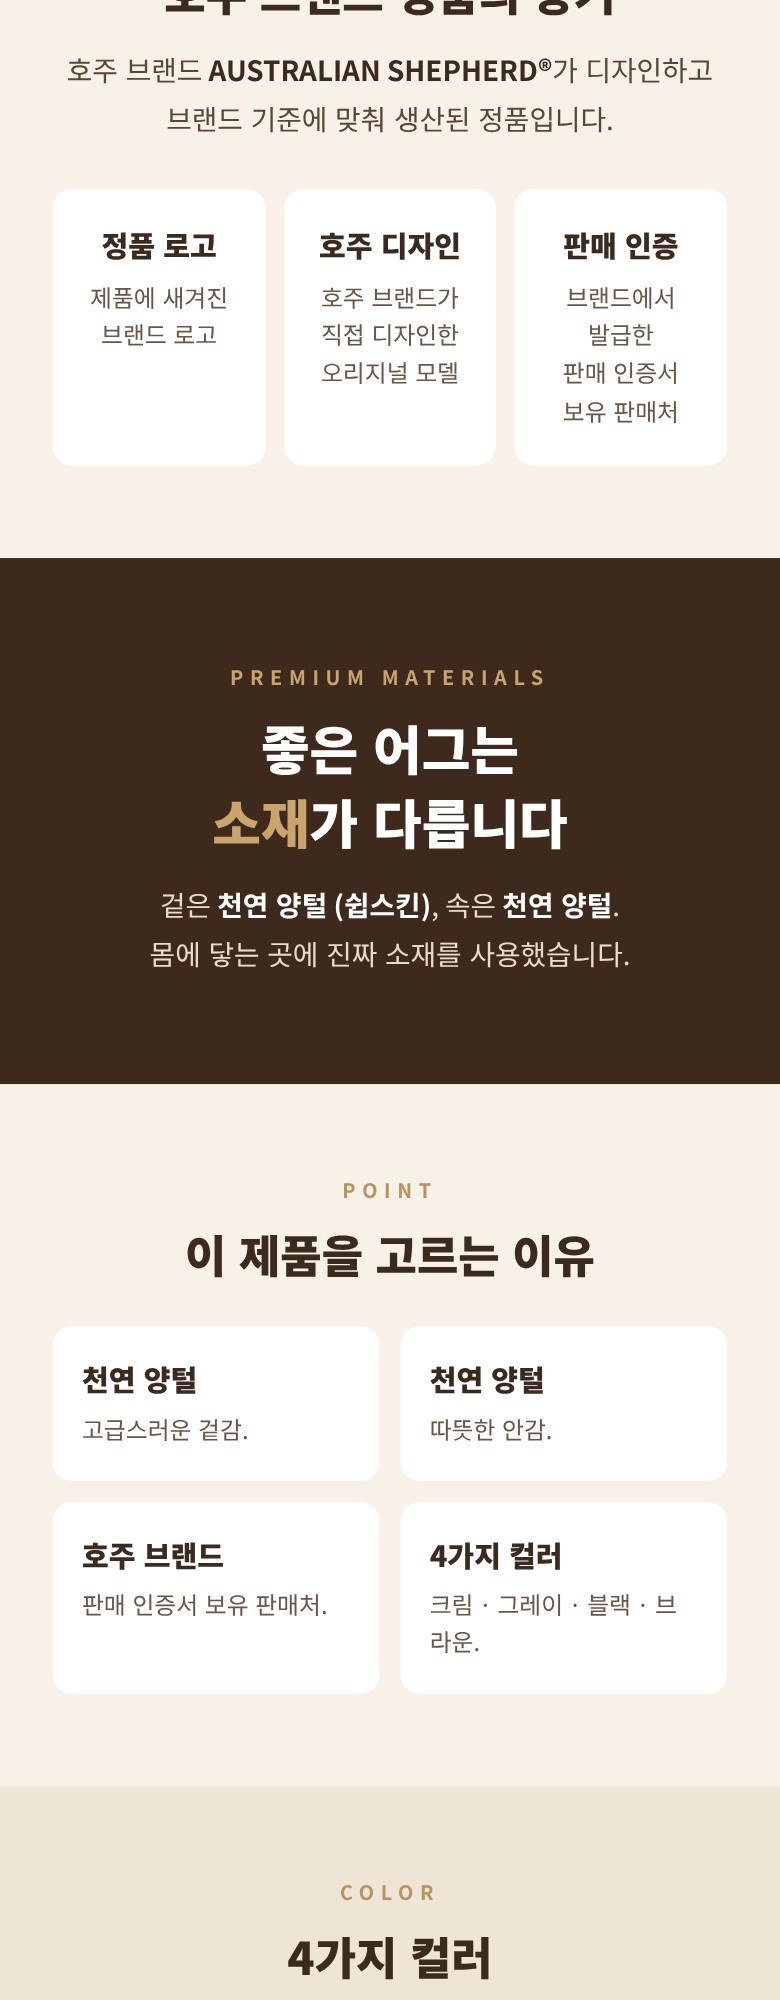 호주 브랜드 정품의 증거
호주 브랜드 AUSTRALIAN SHEPHERD®가 디자인하고
브랜드 기준에 맞춰 생산된 정품입니다.
정품 로고
제품에 새겨진
브랜드 로고
호주 디자인
호주 브랜드가
직접 디자인한
오리지널 모델
판매 인증
브랜드에서
발급한
판매 인증서
보유 판매처
PREMIUM MATERIALS
좋은 어그는
소재가 다릅니다
겉은 천연 양털 (쉽스킨), 속은 천연 양털.
몸에 닿는 곳에 진짜 소재를 사용했습니다.
POINT
이 제품을 고르는 이유
천연 양털
고급스러운 겉감.
천연 양털
따뜻한 안감.
호주 브랜드
판매 인증서 보유 판매처.
4가지 컬러
크림 · 그레이 · 블랙 · 브
라운.
COLOR
4가지 컬러